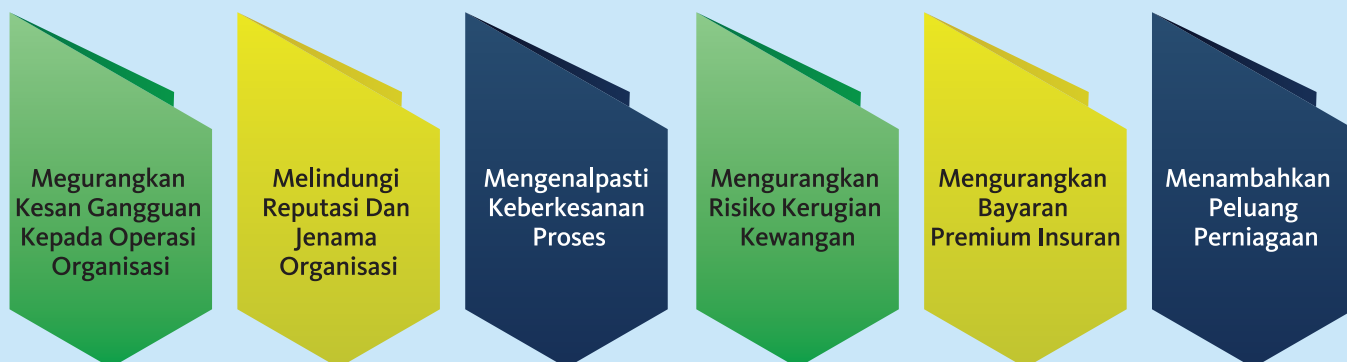 Megurangkan
Kesan Gangguan
Kepada Operasi
Organisasi
Melindungi
Reputasi Dan
Jenama
Organisasi
Mengenalpasti
Keberkesanan
Proses
Mengurangkan
Risiko Kerugian
Kewangan
Mengurangkan
Bayaran
Premium Insuran
Menambahkan
Peluang
Perniagaan